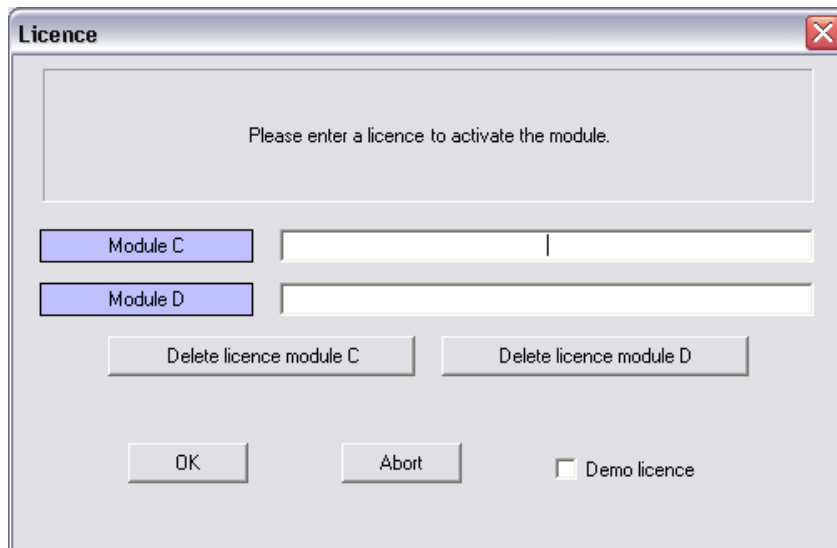 Licence
Please enter a licence to activate the module.
Module C
Module D
Delete licence module C Delete licence module D
OK Abort Demo licence